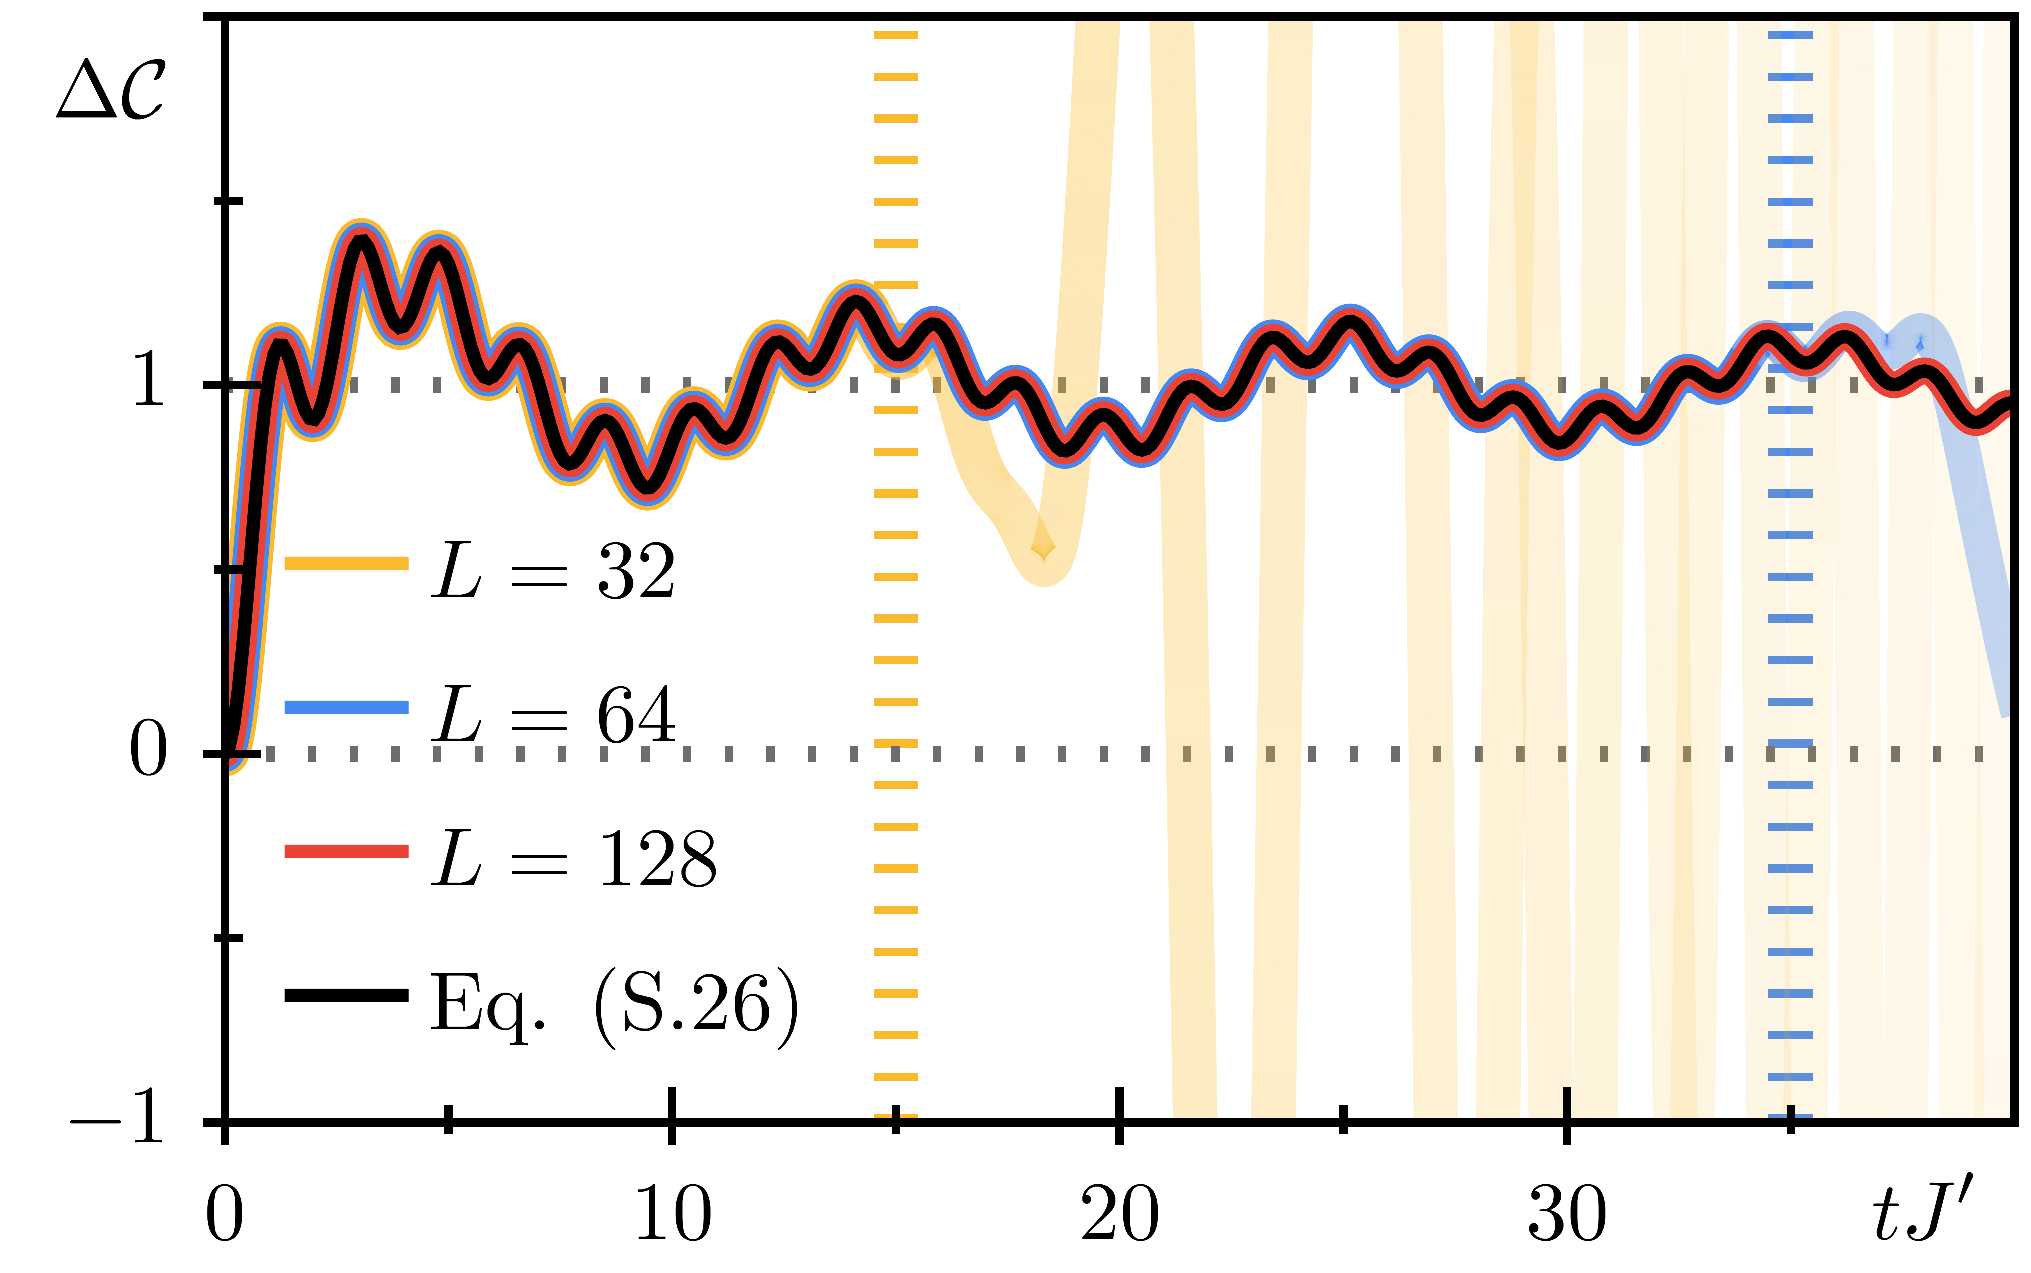 Δ𝒞
1
0
−1
L = 32
L = 64
L = 128
Eq. (S.26)
0 10 20 30 tJ′